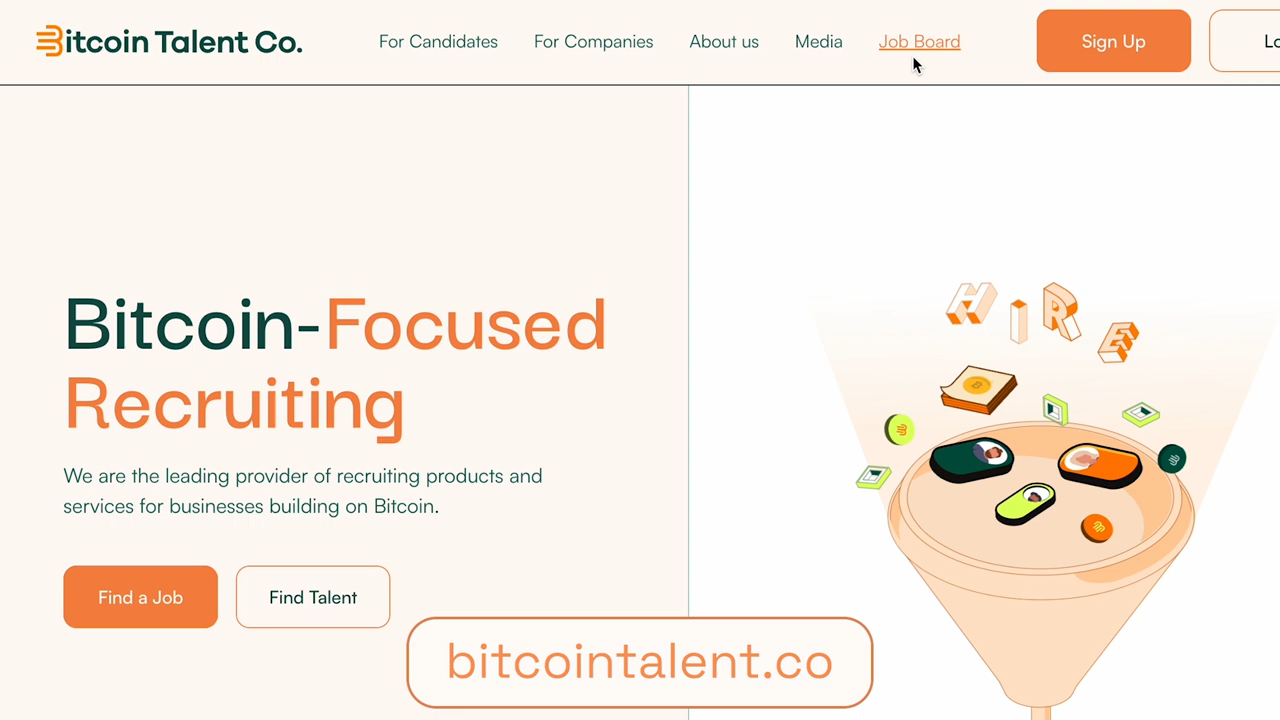 Bitcoin Talent Co.
For Candidates
For Companies
About us
Media
Job Board
Sign Up
Lo
HIRE
Bitcoin-Focused
Recruiting
We are the leading provider of recruiting products and
services for businesses building on Bitcoin.
Find a Job
Find Talent
bitcointalent.co